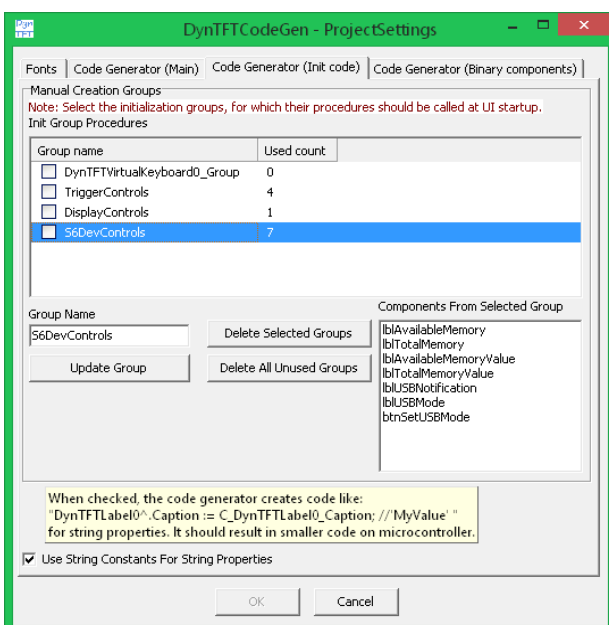 Pgn
TFT
DynTFTCodeGen - ProjectSettings
Fonts
Code Generator (Main)
Code Generator (Init code)
Code Generator (Binary components)
Manual Creation Groups
Note: Select the initialization groups, for which their procedures should be called at UI startup.
Init Group Procedures
Group name Used count
DynTFTVirtualKeyboard0_Group 0
TriggerControls 4
DisplayControls 1
S6DevControls 7
Group Name
S6DevControls
Update Group
Delete Selected Groups
Delete All Unused Groups
Components From Selected Group
lblAvailableMemory
lblTotalMemory
lblAvailableMemoryValue
lblTotalMemoryValue
lblUSBNotification
lblUSBMode
btnSetUSBMode
When checked, the code generator creates code like:
"DynTFTLabel0^.Caption := C_DynTFTLabel0_Caption; //'MyValue' "
for string properties. It should result in smaller code on microcontroller.
Use String Constants For String Properties
OK
Cancel